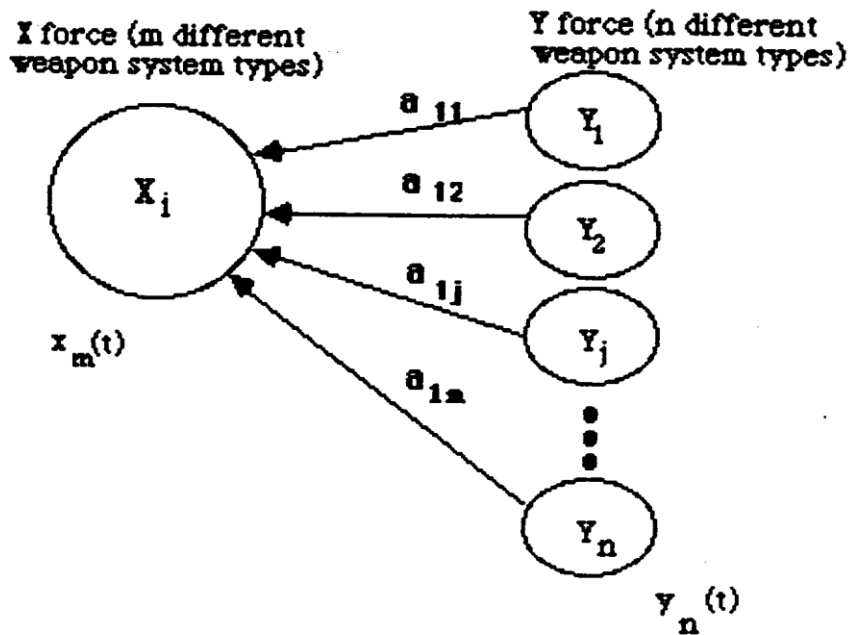 X force (m different
weapon system types)
Y force (n different
weapon system types)
a 11
Y1
Xi
a 12
Y2
a 1j
Yj
xm(t)
a 1n
Yn
yn(t)